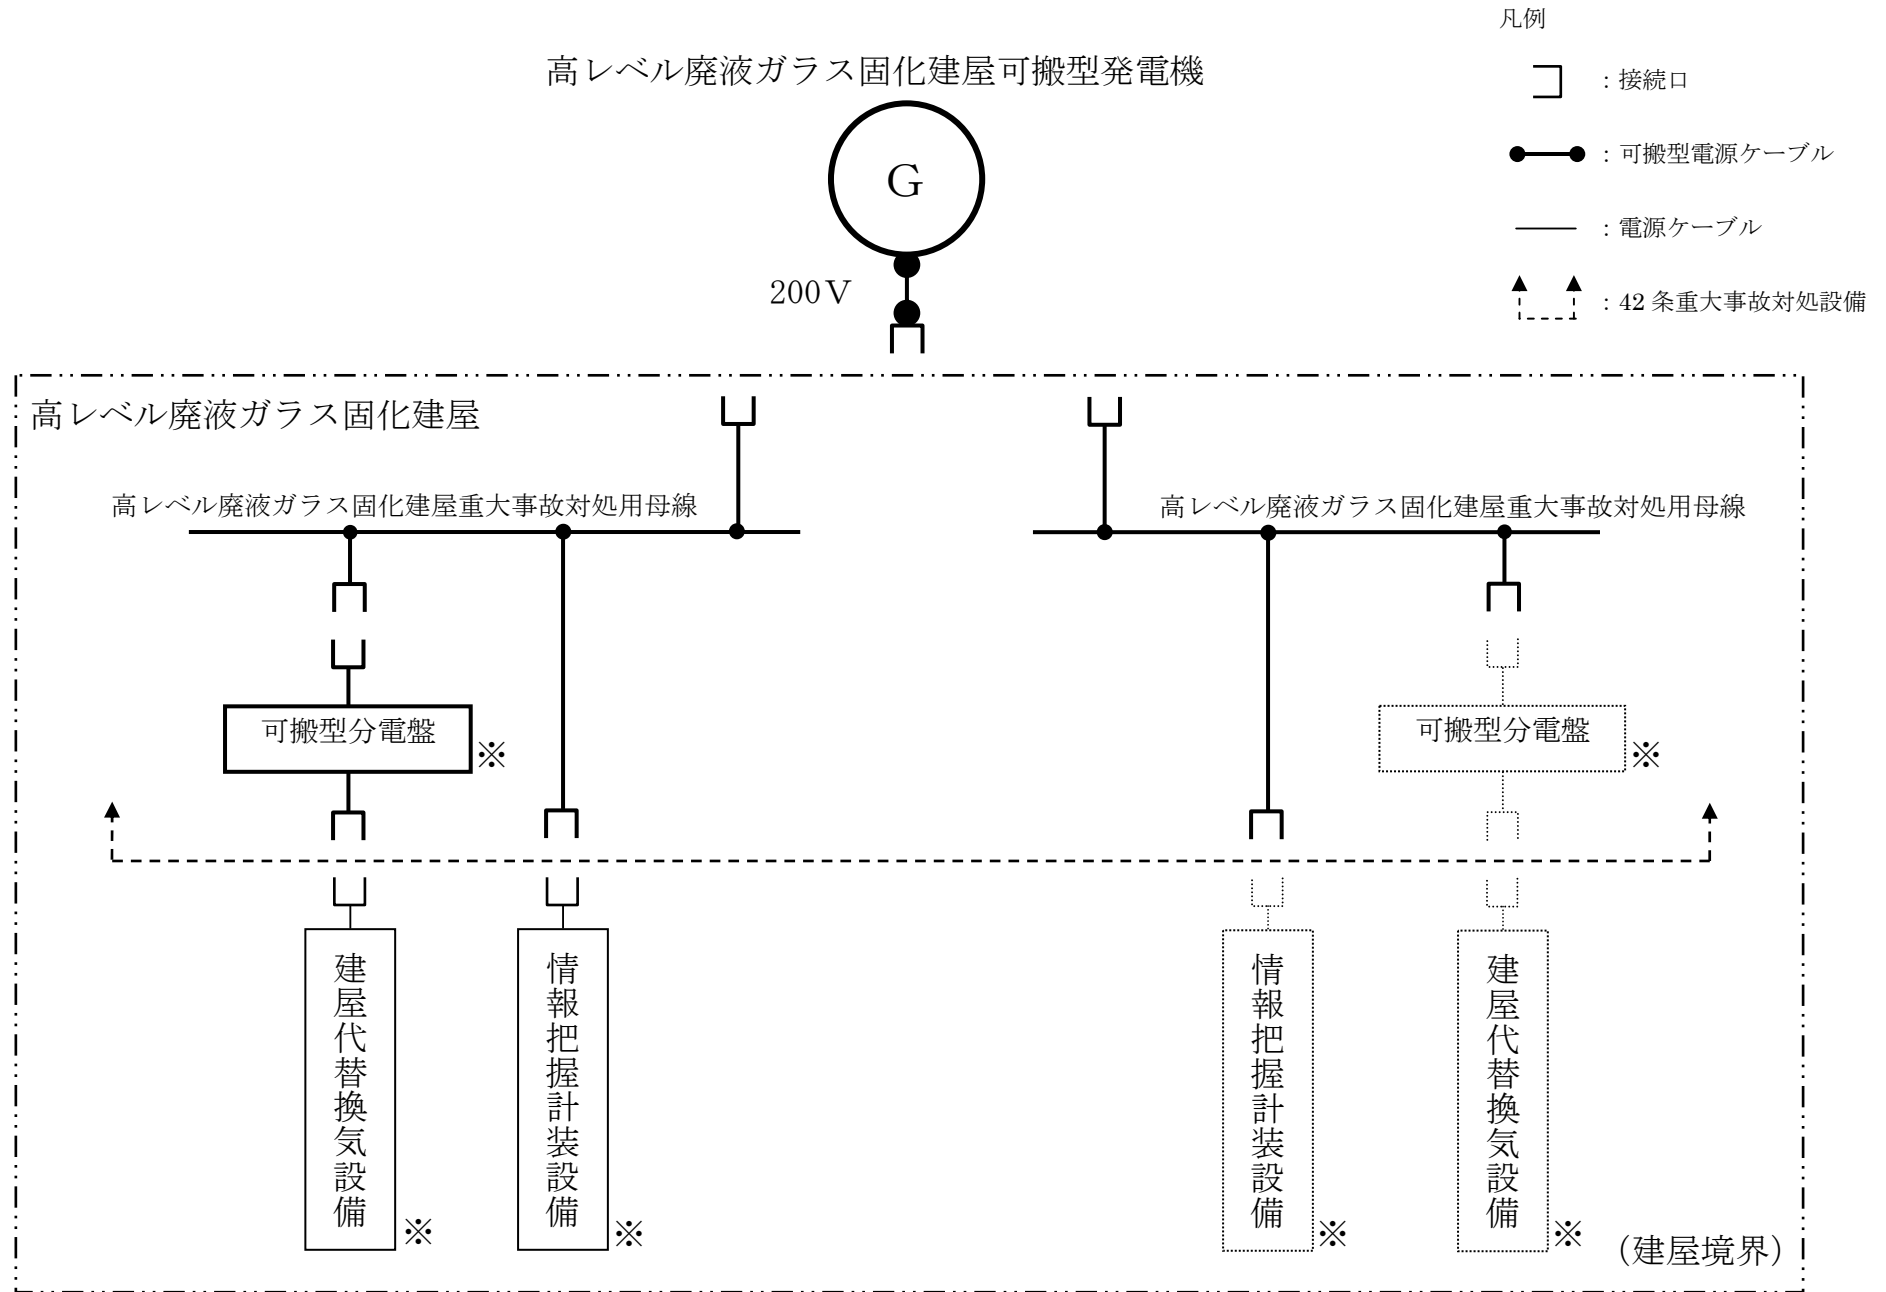 凡例
高レベル廃液ガラス固化建屋可搬型発電機
：接続口
G
：可搬型電源ケーブル
：電源ケーブル
200V
：42 条重大事故対処設備
高レベル廃液ガラス固化建屋
高レベル廃液ガラス固化建屋重大事故対処用母線
高レベル廃液ガラス固化建屋重大事故対処用母線
可搬型分電盤
※
可搬型分電盤
※
建屋代替換気設備
※
情報把握計装設備
※
情報把握計装設備
※
建屋代替換気設備
※
（建屋境界）